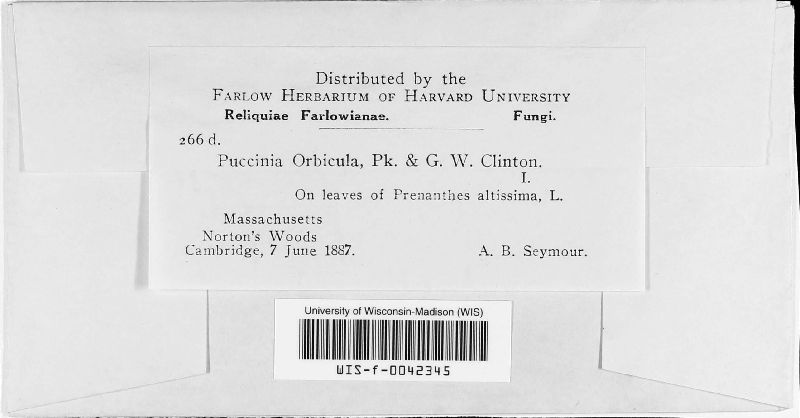 Distributed by the
Farlow Herbarium of Harvard University
Reliquiae Farlowianae. Fungi.
266 d.
Puccinia Orbicula, Pk. & G. W. Clinton.
I.
On leaves of Prenanthes altissima, L.
Massachusetts
Norton's Woods
Cambridge, 7 June 1887. A. B. Seymour.
University of Wisconsin-Madison (WIS)
WIS-f-0042345